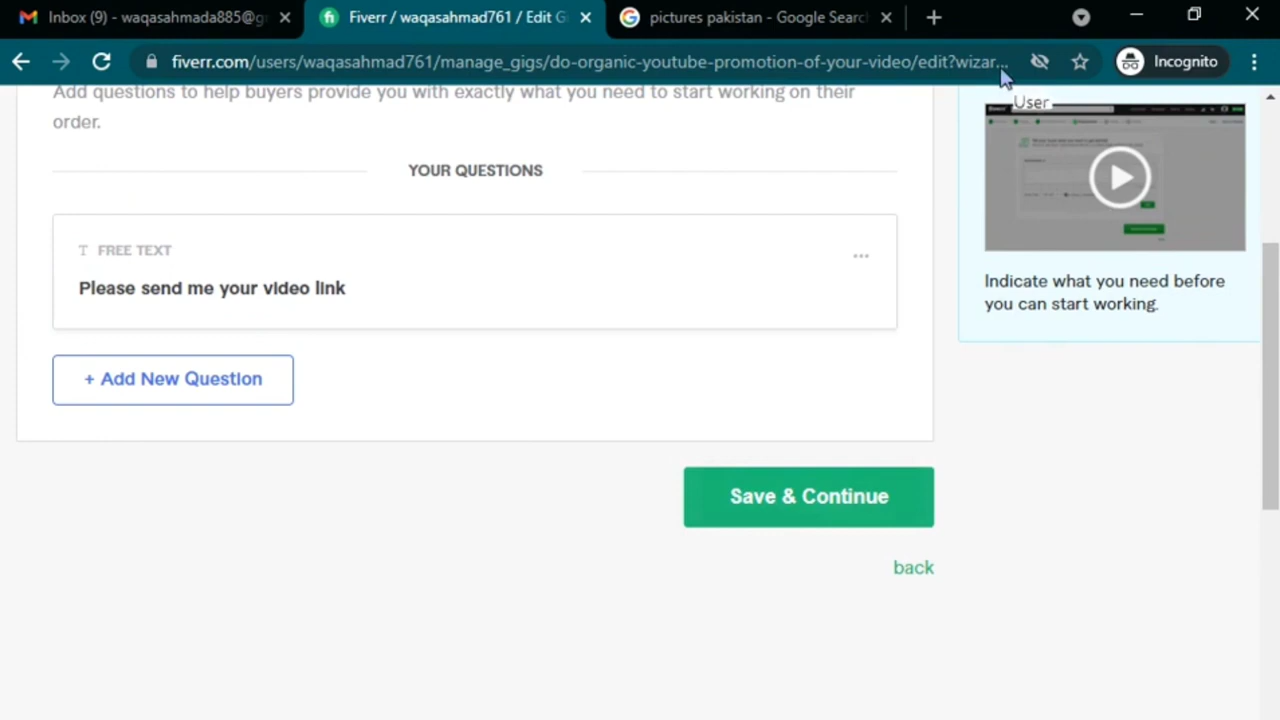 Inbox (9) - waqasahmada885@g
Fiverr / waqasahmad761 / Edit G
pictures pakistan - Google Searc
fiverr.com/users/waqasahmad761/manage_gigs/do-organic-youtube-promotion-of-your-video/edit?wizar...
Incognito
User
Add questions to help buyers provide you with exactly what you need to start working on their
order.
YOUR QUESTIONS
T FREE TEXT
...
Please send me your video link
+ Add New Question
Indicate what you need before
you can start working.
Save & Continue
back